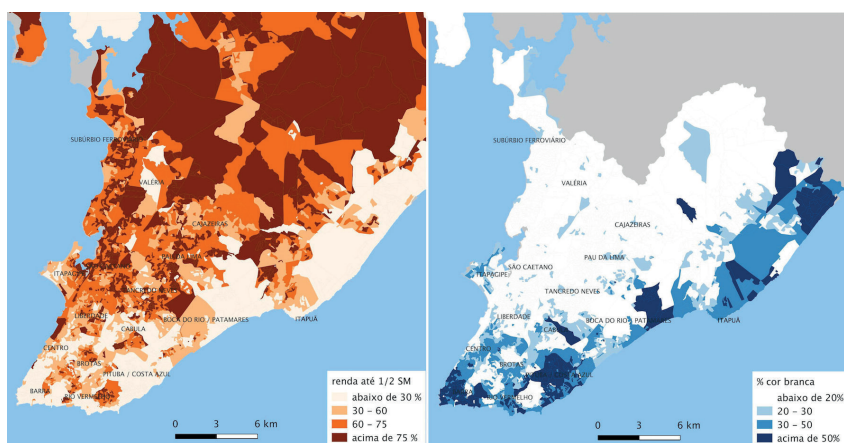 SUBÚRBIO FERROVIÁRIO
VALÉRIA
CAJAZEIRAS
PAU DA LIMA
ITAPAGIPE
TANCREDO NEVES
LIBERDADE
CABULA
BOCA DO RIO / PATAMARES
ITAPUÃ
CENTRO
BROTAS
PITUBA / COSTA AZUL
BARRA
RIO VERMELHO
0 3 6 km
renda até 1/2 SM
abaixo de 30 %
30 – 60
60 – 75
acima de 75 %
SUBÚRBIO FERROVIÁRIO
VALÉRIA
CAJAZEIRAS
PAU DA LIMA
SÃO CAETANO
ITAPAGIPE
TANCREDO NEVES
LIBERDADE
BOCA DO RIO / PATAMARES
ITAPUÃ
CENTRO
BROTAS
AZUL
VERMELHO
0 3 6 km
% cor branca
abaixo de 20%
20 – 30
30 – 50
acima de 50%